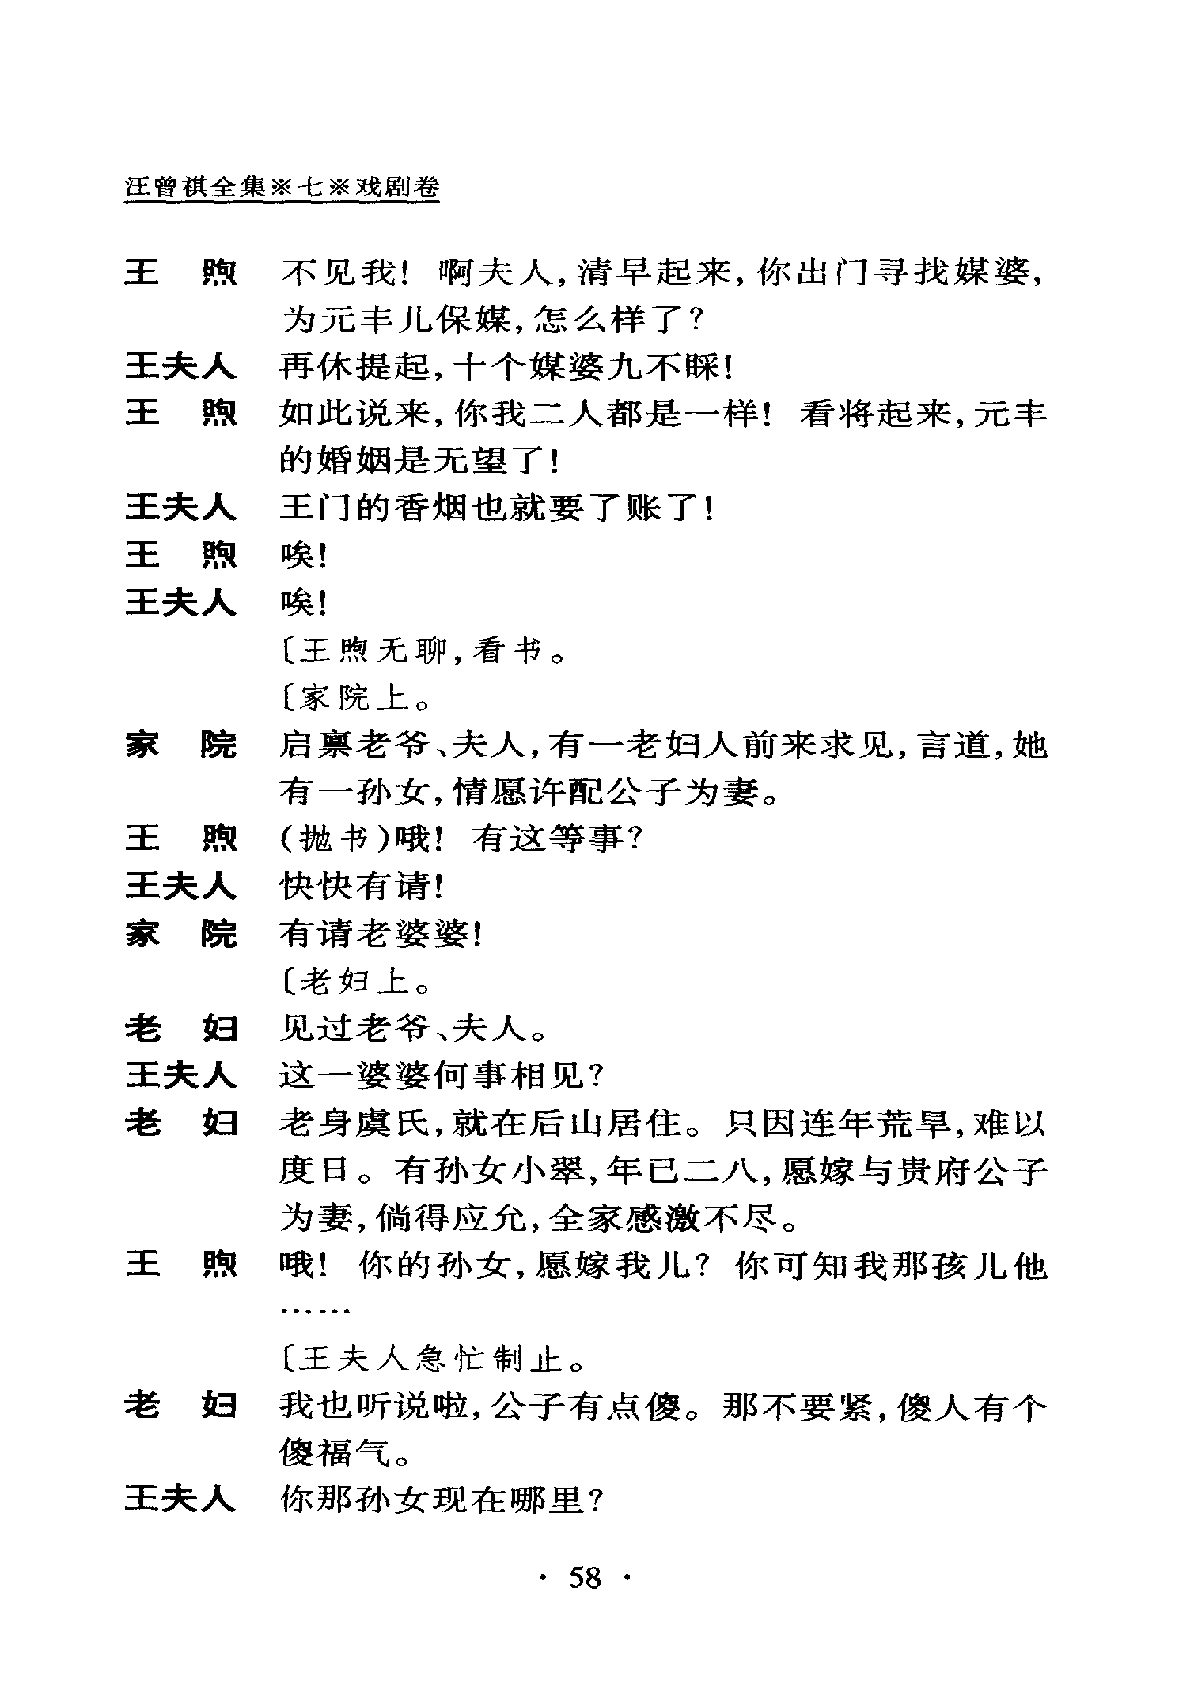 汪曾祺全集※七※戏剧卷
王　煦　不见我！啊夫人，清早起来，你出门寻找媒婆，
为元丰儿保媒，怎么样了？
王夫人　再休提起，十个媒婆九不睬！
王　煦　如此说来，你我二人都是一样！看将起来，元丰
的婚姻是无望了！
王夫人　王门的香烟也就要了账了！
王　煦　唉！
王夫人　唉！
〔王煦无聊，看书。
〔家院上。
家　院　启禀老爷、夫人，有一老妇人前来求见，言道，她
有一孙女，情愿许配公子为妻。
王　煦　（抛书）哦！有这等事？
王夫人　快快有请！
家　院　有请老婆婆！
〔老妇上。
老　妇　见过老爷、夫人。
王夫人　这一婆婆何事相见？
老　妇　老身虞氏，就在后山居住。只因连年荒旱，难以
度日。有孙女小翠，年已二八，愿嫁与贵府公子
为妻，倘得应允，全家感激不尽。
王　煦　哦！你的孙女，愿嫁我儿？你可知我那孩儿他
……
〔王夫人急忙制止。
老　妇　我也听说啦，公子有点傻。那不要紧，傻人有个
傻福气。
王夫人　你那孙女现在哪里？
· 58 ·